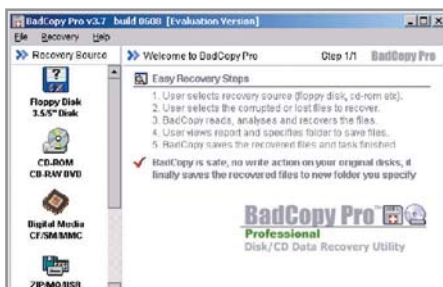 BadCopy Pro v3.7 build 0608 [Evaluation Version]
File Recovery Help
Recovery Source
Welcome to BadCopy Pro
Step 1/1
BadCopy Pro
Floppy Disk
3.5/5" Disk
CD-ROM
CD-R/W DVD
Digital Media
CF/SM/MMC
ZIP/MO/USB
Easy Recovery Steps
1. User selects recovery source (floppy disk, cd-rom etc).
2. User selects the corrupted or lost files to recover.
3. BadCopy reads, analyses and recovers the files.
4. User views report and specifies folder to save files.
5. BadCopy saves the recovered files and task finished
BadCopy is safe, no write action on your original disks, it
finally saves the recovered files to new folder you specify
BadCopy Pro™
Professional
Disk/CD Data Recovery Utility